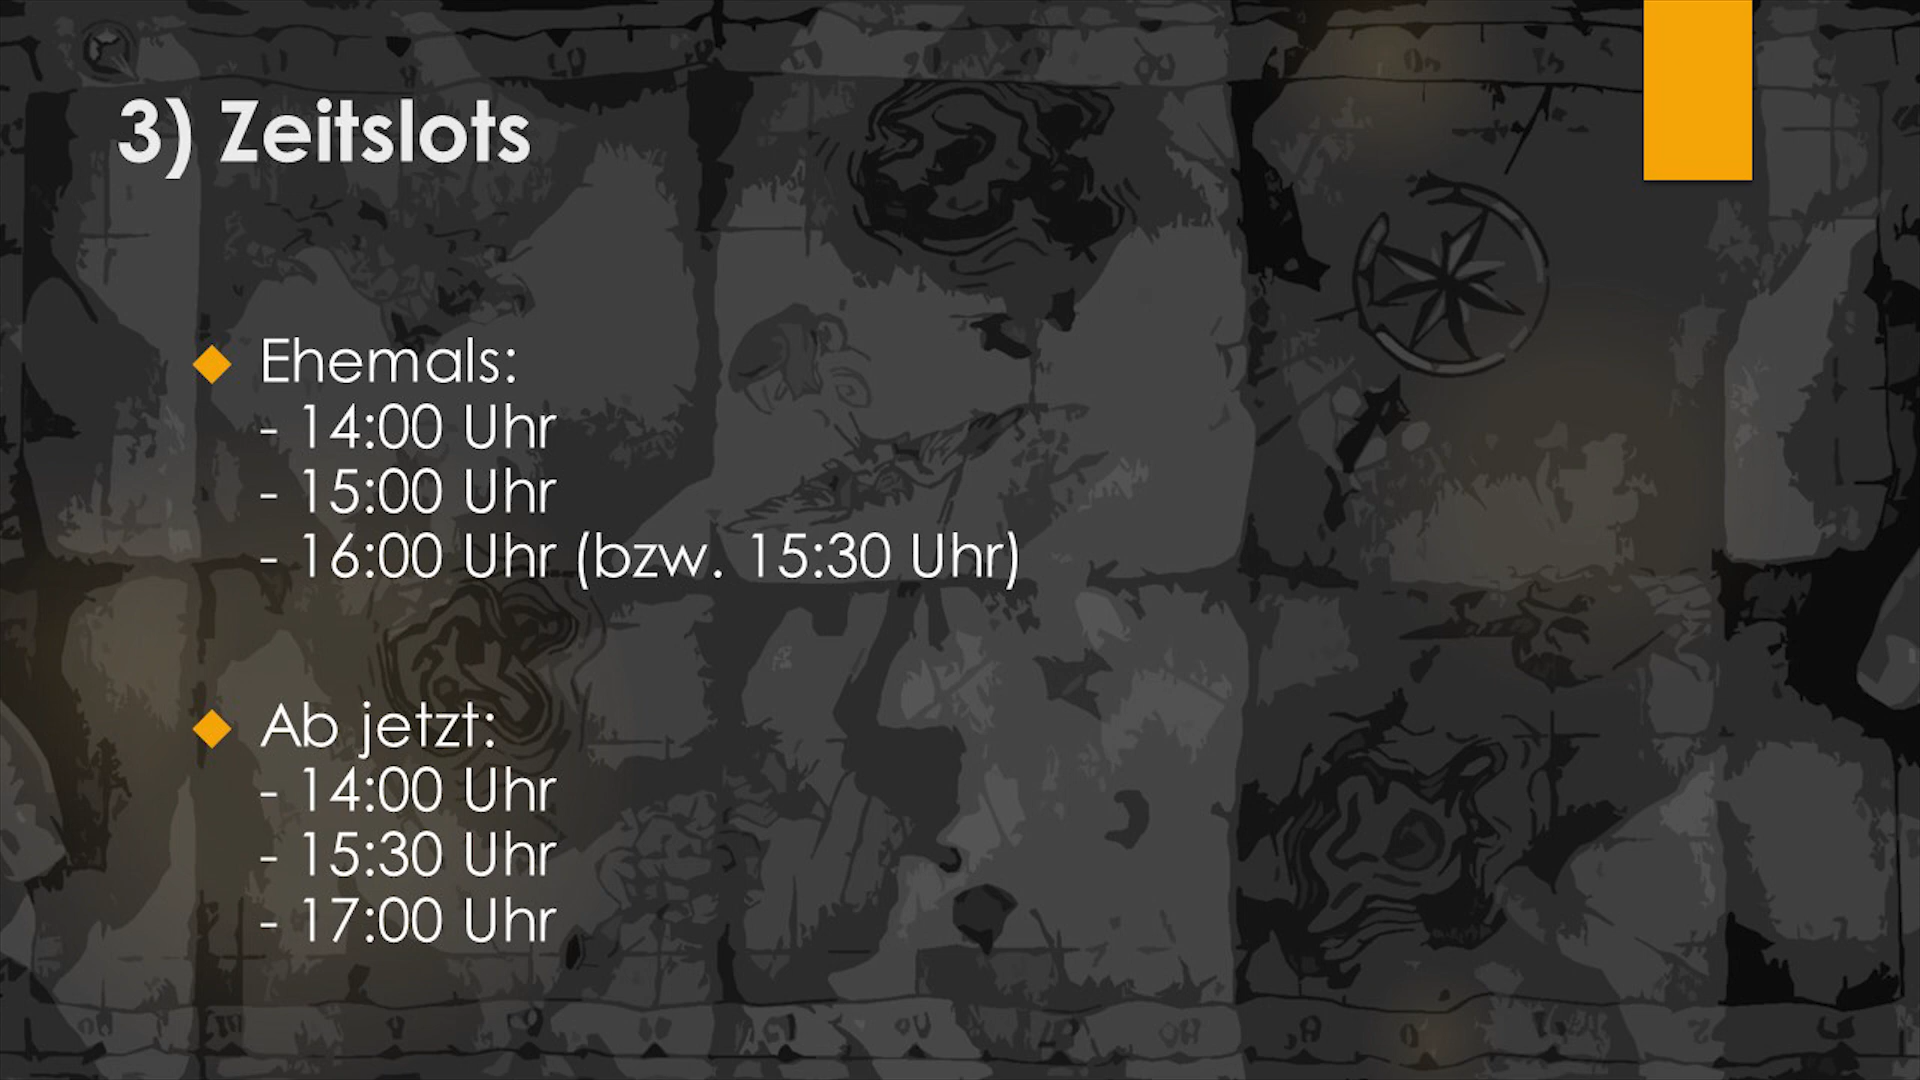 3) Zeitslots
Ehemals:
- 14:00 Uhr
- 15:00 Uhr
- 16:00 Uhr (bzw. 15:30 Uhr)
Ab jetzt:
- 14:00 Uhr
- 15:30 Uhr
- 17:00 Uhr